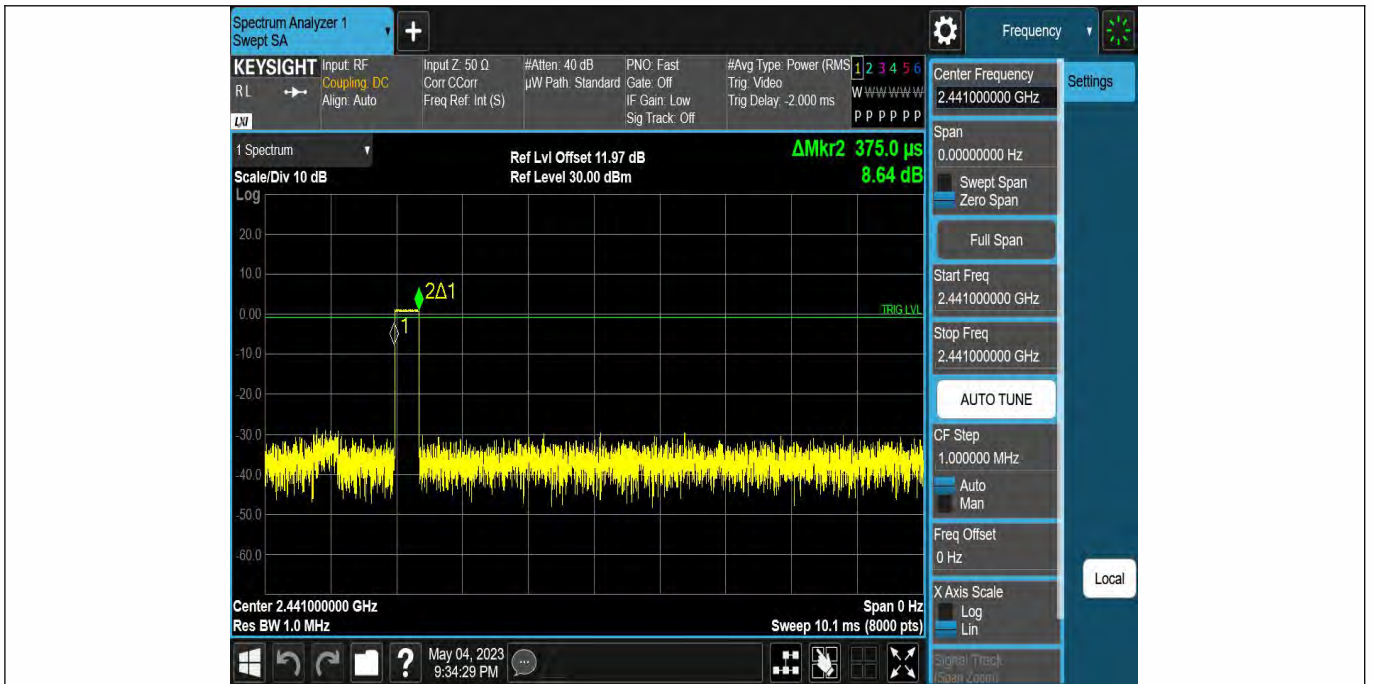 Spectrum Analyzer 1
Swept SA
+
Frequency
KEYSIGHT
RL
LXI
Input: RF
Coupling: DC
Align: Auto
Input Z: 50 Ω
Corr CCorr
Freq Ref: Int (S)
#Atten: 40 dB
µW Path: Standard
PNO: Fast
Gate: Off
IF Gain: Low
Sig Track: Off
#Avg Type: Power (RMS
Trig: Video
Trig Delay: -2.000 ms
1 2 3 4 5 6
W W W W W W
P P P P P P
Center Frequency
2.441000000 GHz
Settings
Span
0.00000000 Hz
Swept Span
Zero Span
Full Span
Start Freq
2.441000000 GHz
Stop Freq
2.441000000 GHz
AUTO TUNE
CF Step
1.000000 MHz
Auto
Man
Freq Offset
0 Hz
X Axis Scale
Log
Lin
Signal Track
(Span Zoom)
Local
1 Spectrum
Scale/Div 10 dB
Log
Ref Lvl Offset 11.97 dB
Ref Level 30.00 dBm
ΔMkr2 375.0 µs
8.64 dB
20.0
10.0
0.00
-10.0
-20.0
-30.0
-40.0
-50.0
-60.0
2Δ1
1
TRIG LVL
Center 2.441000000 GHz
Res BW 1.0 MHz
Span 0 Hz
Sweep 10.1 ms (8000 pts)
?
May 04, 2023
9:34:29 PM